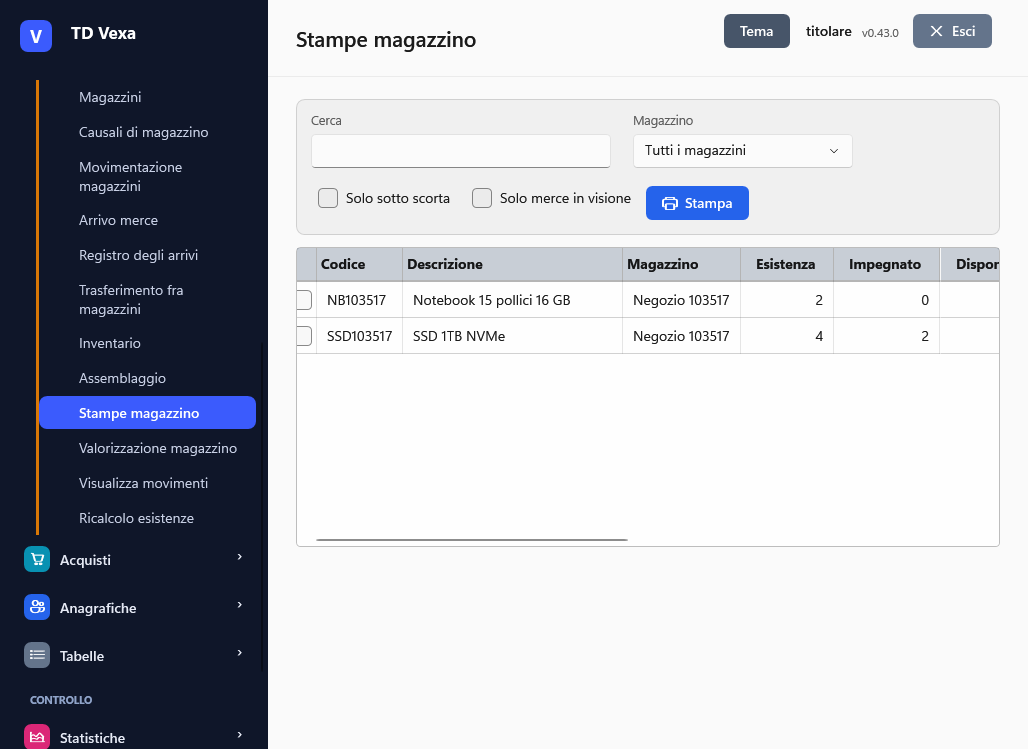 V TD Vexa
Magazzini
Causali di magazzino
Movimentazione
magazzini
Arrivo merce
Registro degli arrivi
Trasferimento fra
magazzini
Inventario
Assemblaggio
Stampe magazzino
Valorizzazione magazzino
Visualizza movimenti
Ricalcolo esistenze
Acquisti
Anagrafiche
Tabelle
CONTROLLO
Statistiche
Stampe magazzino
Tema titolare v0.43.0 Esci
Cerca Magazzino
Tutti i magazzini
Solo sotto scorta Solo merce in visione Stampa
Codice Descrizione Magazzino Esistenza Impegnato Dispor
NB103517 Notebook 15 pollici 16 GB Negozio 103517 2 0
SSD103517 SSD 1TB NVMe Negozio 103517 4 2